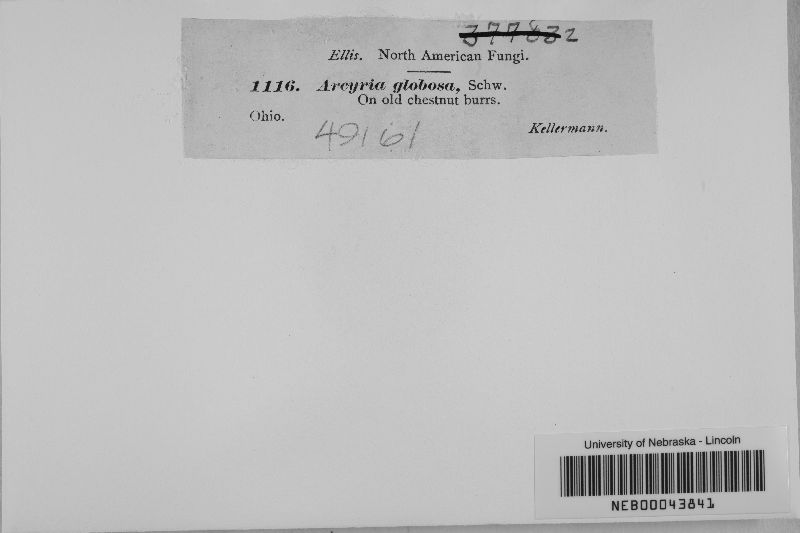 377832
Ellis. North American Fungi.
1116. Arcyria globosa, Schw.
On old chestnut burrs.
Ohio.
Kellermann.
49161
University of Nebraska - Lincoln
NEB00043841